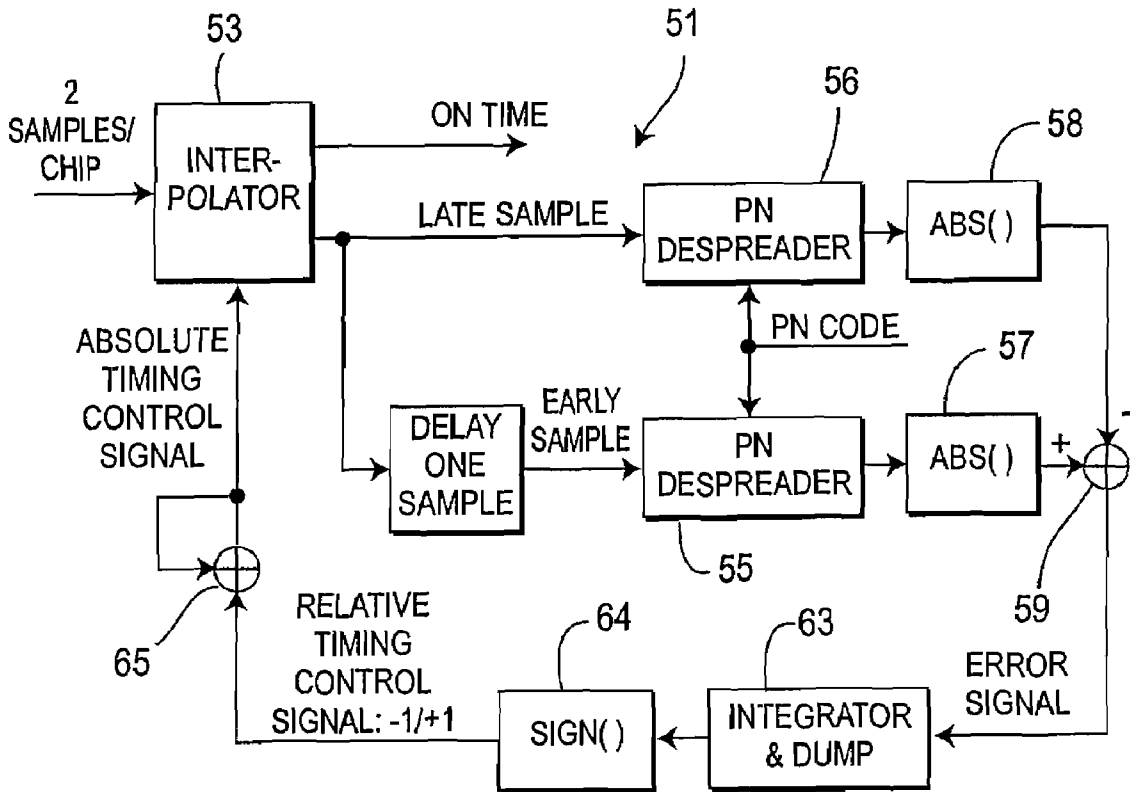 53
51
2
SAMPLES/
CHIP
INTER-
POLATOR
ON TIME
56
58
LATE SAMPLE
PN
DESPREADER
ABS( )
PN CODE
ABSOLUTE
TIMING
CONTROL
SIGNAL
57
DELAY
ONE
SAMPLE
EARLY
SAMPLE
PN
DESPREADER
ABS( )
+
-
55
59
65
RELATIVE
TIMING
CONTROL
SIGNAL: -1/+1
64
SIGN( )
63
INTEGRATOR
& DUMP
ERROR
SIGNAL